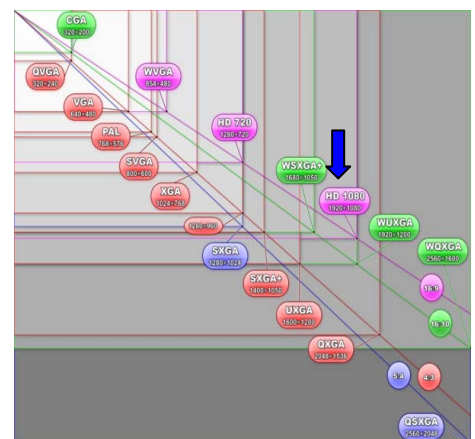 CGA
320×200
QVGA
320×240
WVGA
854×480
VGA
640×480
PAL
768×576
HD 720
1280×720
SVGA
800×600
WSXGA+
1680×1050
XGA
1024×768
HD 1080
1920×1080
1280×960
WUXGA
1920×1200
SXGA
1280×1024
WQXGA
2560×1600
SXGA+
1400×1050
16:9
UXGA
1600×1200
16:10
QXGA
2048×1536
5:4
4:3
QSXGA
2560×2048